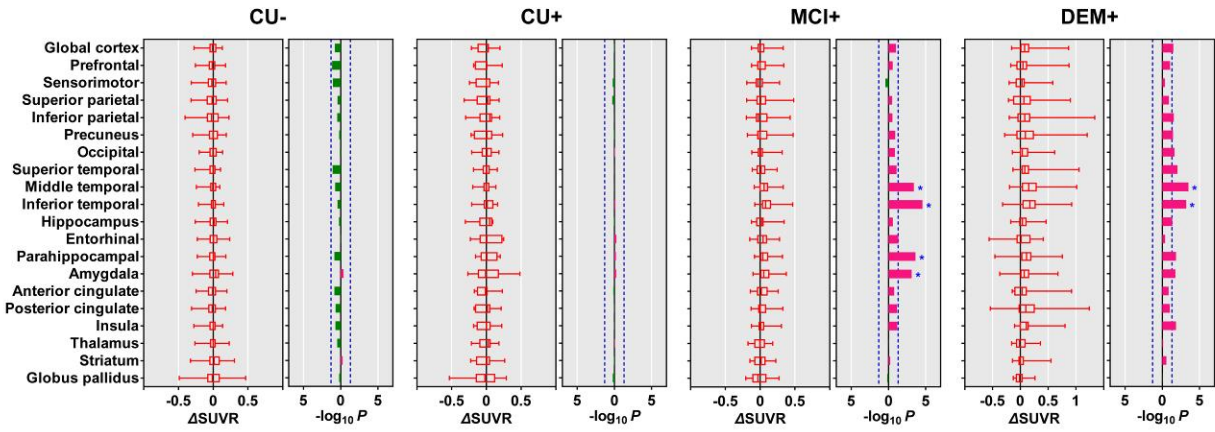 CU- CU+ MCI+ DEM+
Global cortex
Prefrontal
Sensorimotor
Superior parietal
Inferior parietal
Precuneus
Occipital
Superior temporal
Middle temporal * *
Inferior temporal * *
Hippocampus
Entorhinal
Parahippocampal *
Amygdala *
Anterior cingulate
Posterior cingulate
Insula
Thalamus
Striatum
Globus pallidus
-0.5 0 0.5 5 0 5 -0.5 0 0.5 5 0 5 -0.5 0 0.5 5 0 5 -0.5 0 0.5 1 5 0 5
ΔSUVR -log10 P ΔSUVR -log10 P ΔSUVR -log10 P ΔSUVR -log10 P